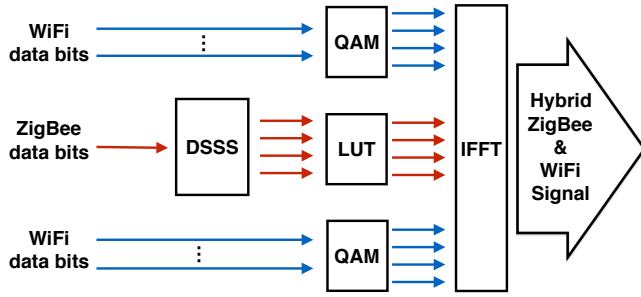 WiFi
data bits
QAM
ZigBee
data bits
DSSS
LUT
IFFT
Hybrid
ZigBee
&
WiFi
Signal
WiFi
data bits
QAM